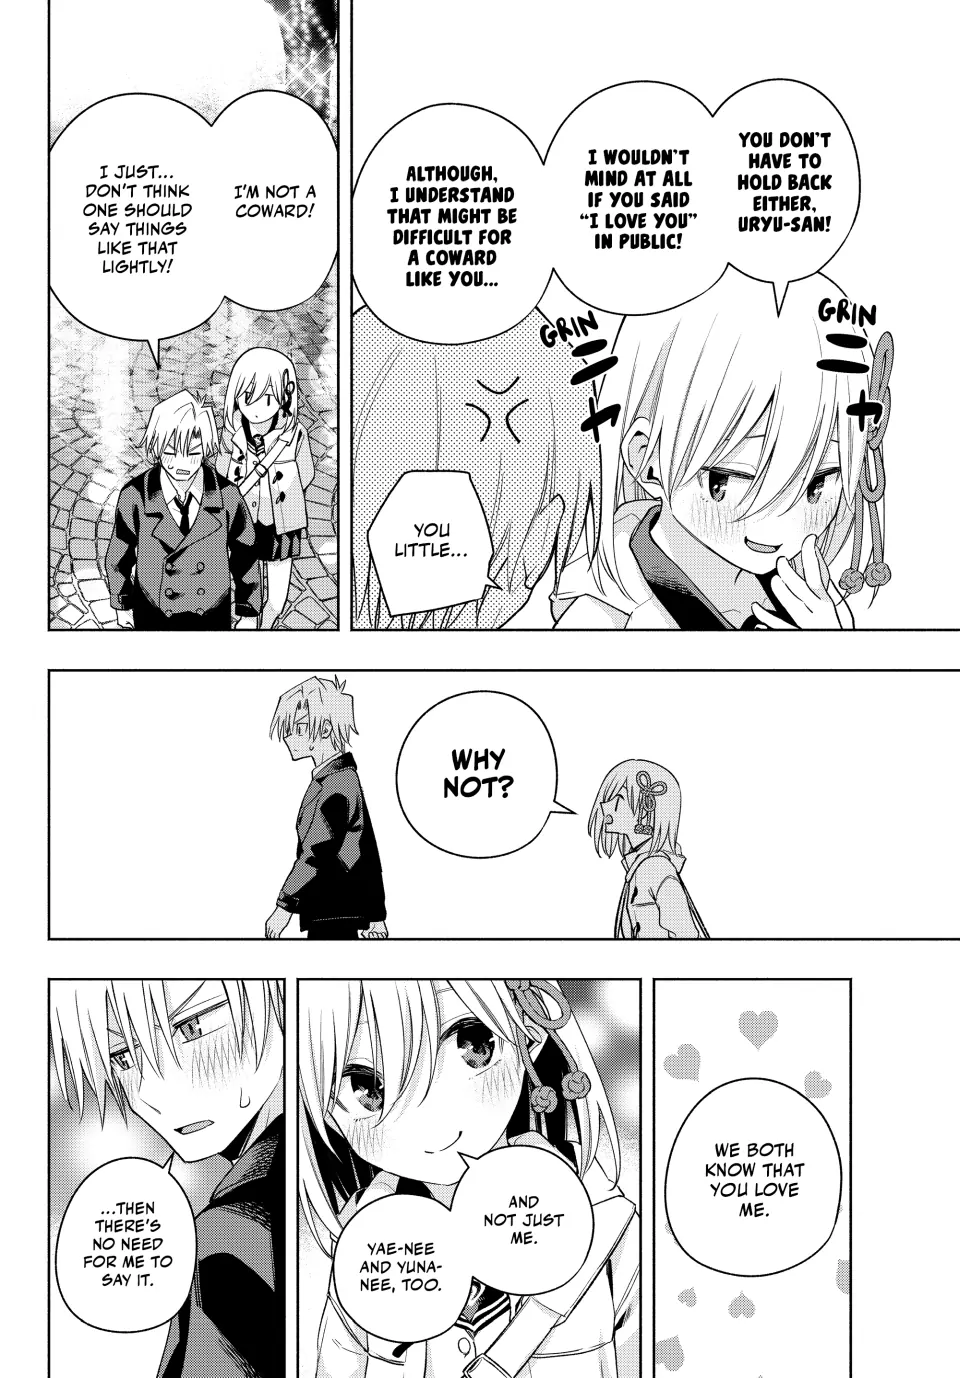 YOU DON'T
HAVE TO
HOLD BACK
EITHER,
URYU-SAN!
I WOULDN'T
MIND AT ALL
IF YOU SAID
"I LOVE YOU"
IN PUBLIC!
ALTHOUGH,
I UNDERSTAND
THAT MIGHT BE
DIFFICULT FOR
A COWARD
LIKE YOU...
GRIN
GRIN
YOU
LITTLE...
I'M NOT A
COWARD!
I JUST...
DON'T THINK
ONE SHOULD
SAY THINGS
LIKE THAT
LIGHTLY!
WHY
NOT?
WE BOTH
KNOW THAT
YOU LOVE
ME.
AND
NOT JUST
ME.
YAE-NEE
AND YUNA-
NEE, TOO.
...THEN
THERE'S
NO NEED
FOR ME TO
SAY IT.